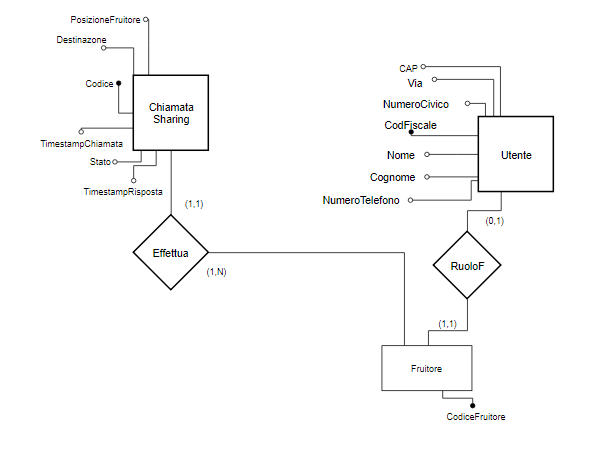 PosizioneFruitore
Destinazone
Codice
Chiamata
Sharing
TimestampChiamata
Stato
TimestampRisposta
(1,1)
Effettua
(1,N)
CAP
Via
NumeroCivico
CodFiscale
Utente
Nome
Cognome
NumeroTelefono
(0,1)
RuoloF
(1,1)
Fruitore
CodiceFruitore